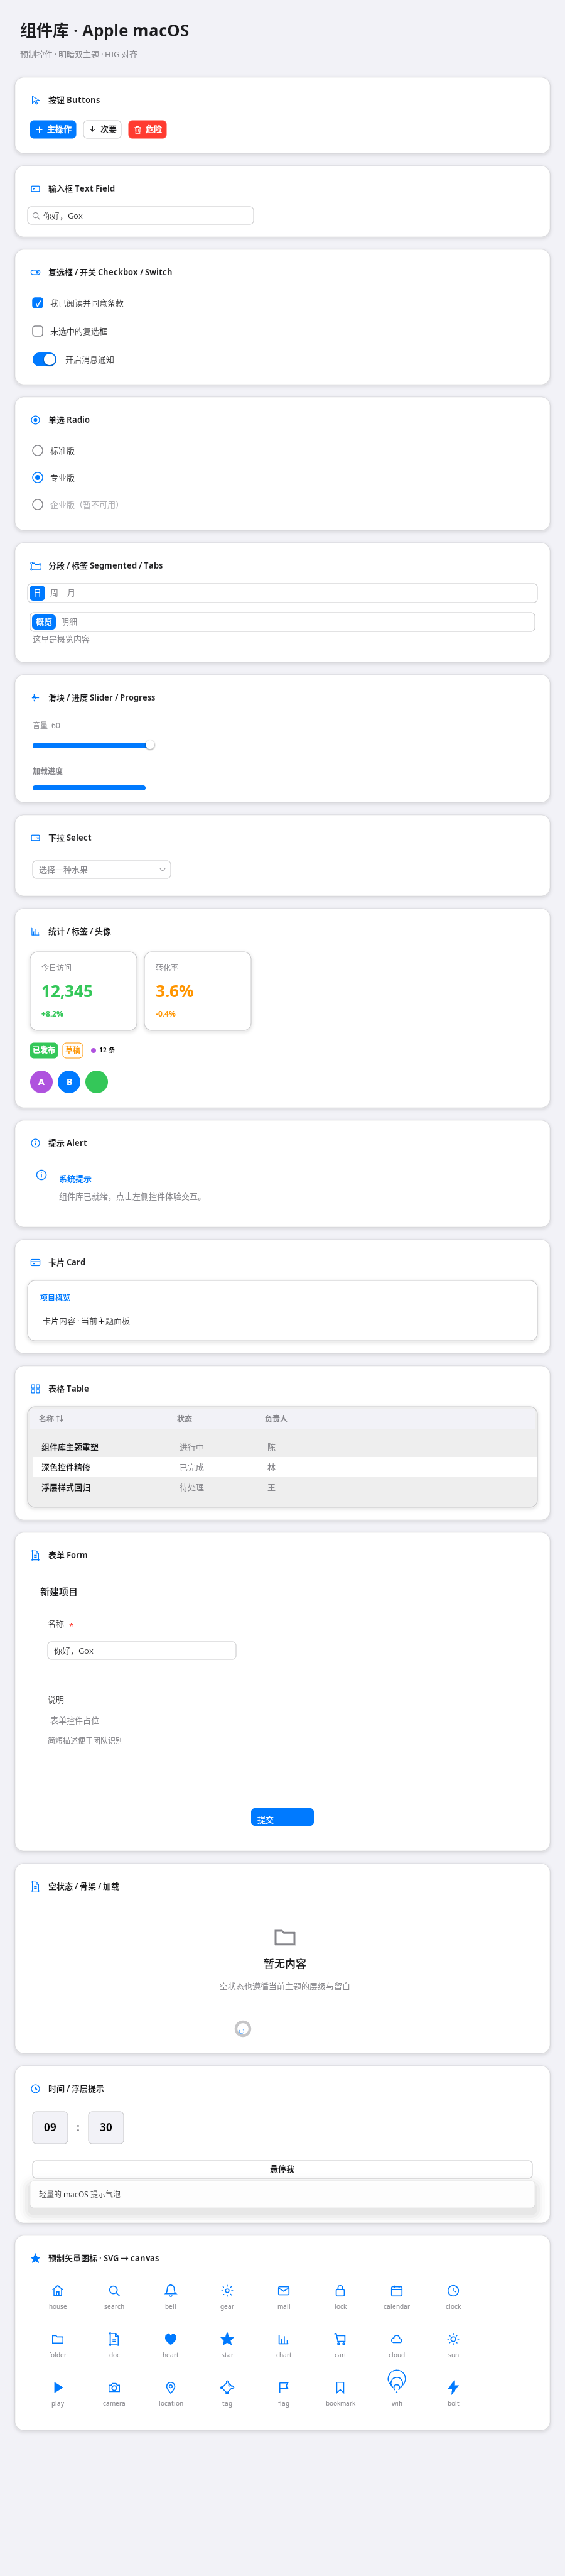 组件库 · Apple macOS
预制控件 · 明暗双主题 · HIG 对齐
按钮 Buttons
主操作 次要 危险
输入框 Text Field
你好，Gox
复选框 / 开关 Checkbox / Switch
我已阅读并同意条款
未选中的复选框
开启消息通知
单选 Radio
标准版
专业版
企业版（暂不可用）
分段 / 标签 Segmented / Tabs
日 周 月
概览 明细
这里是概览内容
滑块 / 进度 Slider / Progress
音量 60
加载进度
下拉 Select
选择一种水果
统计 / 标签 / 头像
今日访问 转化率
12,345 3.6%
+8.2% -0.4%
已发布 草稿 12 条
A B
提示 Alert
系统提示
组件库已就绪，点击左侧控件体验交互。
卡片 Card
项目概览
卡片内容 · 当前主题面板
表格 Table
名称 ⇅ 状态 负责人
组件库主题重塑 进行中 陈
深色控件精修 已完成 林
浮层样式回归 待处理 王
表单 Form
新建项目
名称 *
你好，Gox
说明
表单控件占位
简短描述便于团队识别
提交
空状态 / 骨架 / 加载
暂无内容
空状态也遵循当前主题的层级与留白
时间 / 浮层提示
09 : 30
悬停我
轻量的 macOS 提示气泡
预制矢量图标 · SVG → canvas
house search bell gear mail lock calendar clock
folder doc heart star chart cart cloud sun
play camera location tag flag bookmark wifi bolt